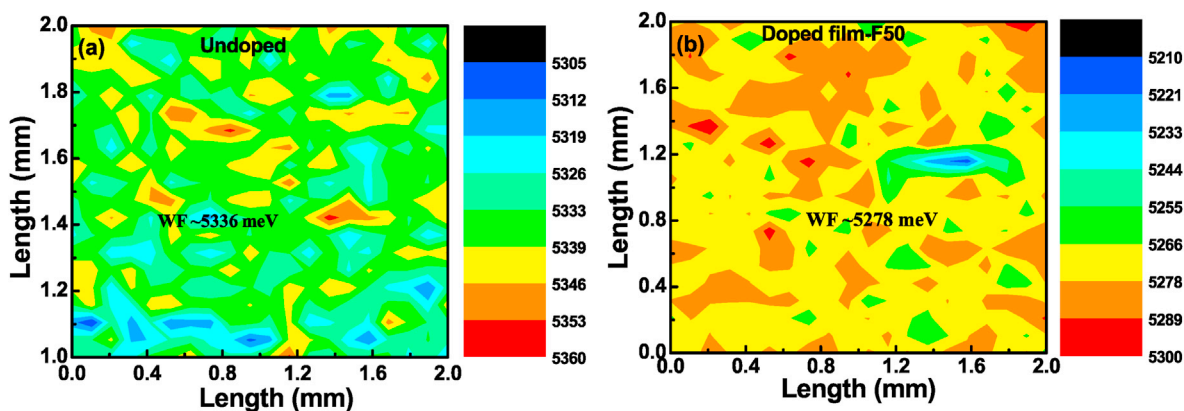 (a)
Undoped
WF ~5336 meV
Length (mm)
2.0
1.8
1.6
1.4
1.2
1.0
0.0 0.4 0.8 1.2 1.6 2.0
Length (mm)
5305
5312
5319
5326
5333
5339
5346
5353
5360
(b)
Doped film-F50
WF ~5278 meV
Length (mm)
2.0
1.6
1.2
0.8
0.4
0.0
0.0 0.4 0.8 1.2 1.6 2.0
Length (mm)
5210
5221
5233
5244
5255
5266
5278
5289
5300